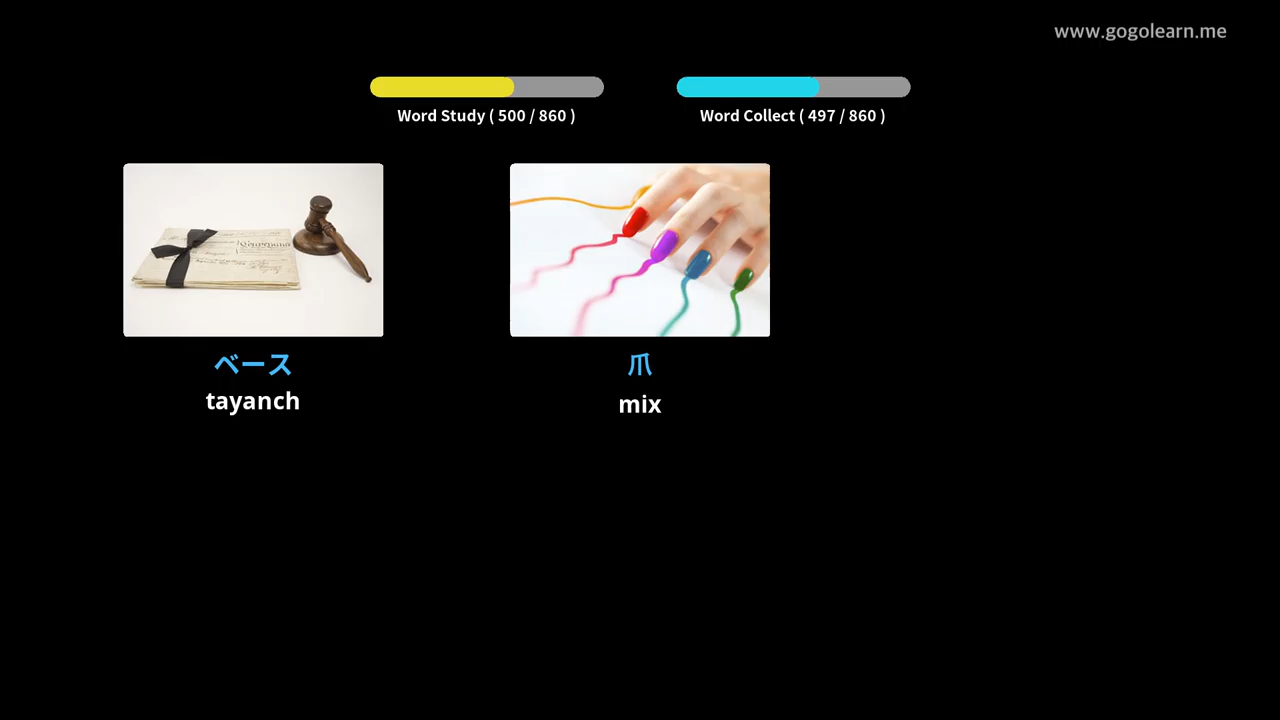 www.gogolearn.me
Word Study ( 500 / 860 )
Word Collect ( 497 / 860 )
ベース
tayanch
爪
mix